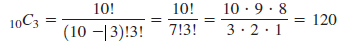 ₁₀C₃ = 10! / (10 −|3)!3! = 10! / 7!3! = 10 · 9 · 8 / 3 · 2 · 1 = 120